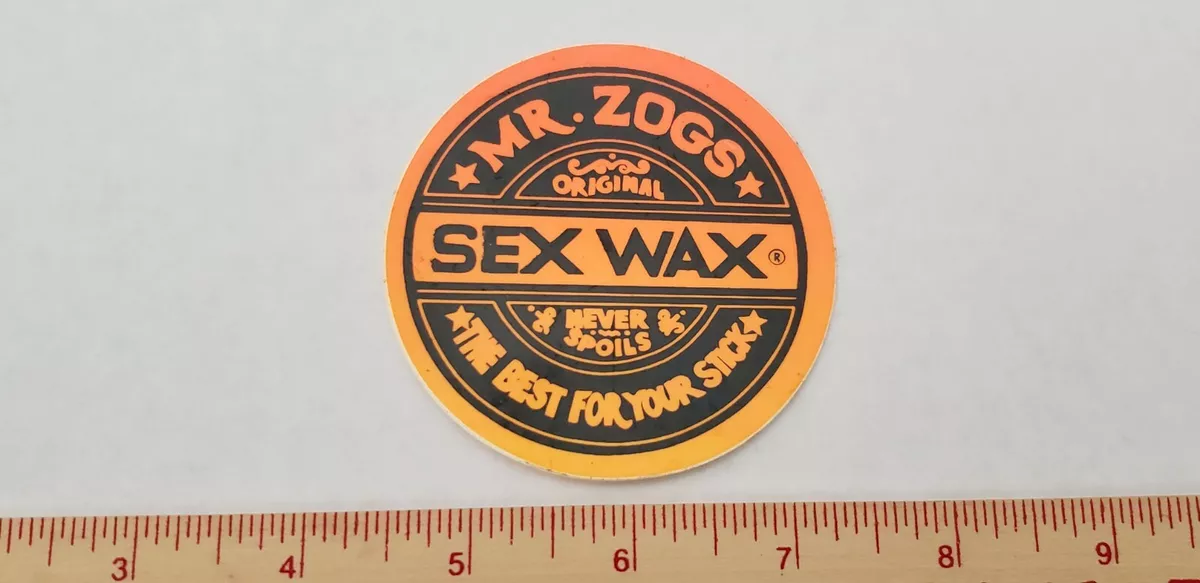 MR. ZOGS
ORIGINAL
SEX WAX®
NEVER
SPOILS
THE BEST FOR YOUR STICK
3 4 5 6 7 8 9